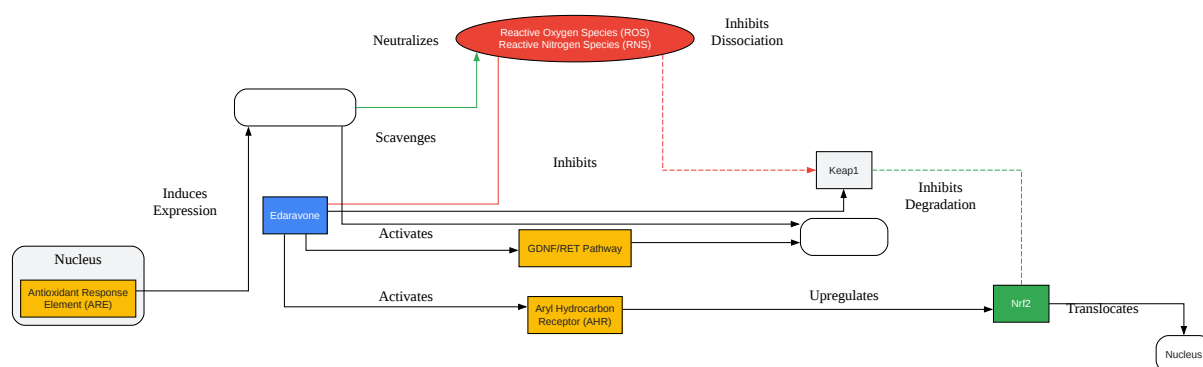 Reactive Oxygen Species (ROS)
Reactive Nitrogen Species (RNS)
Neutralizes
Inhibits
Dissociation
Scavenges
Inhibits
Keap1
Induces
Expression
Inhibits
Degradation
Edaravone
Activates
GDNF/RET Pathway
Nucleus
Antioxidant Response
Element (ARE)
Activates
Aryl Hydrocarbon
Receptor (AHR)
Upregulates
Nrf2
Translocates
Nucleus